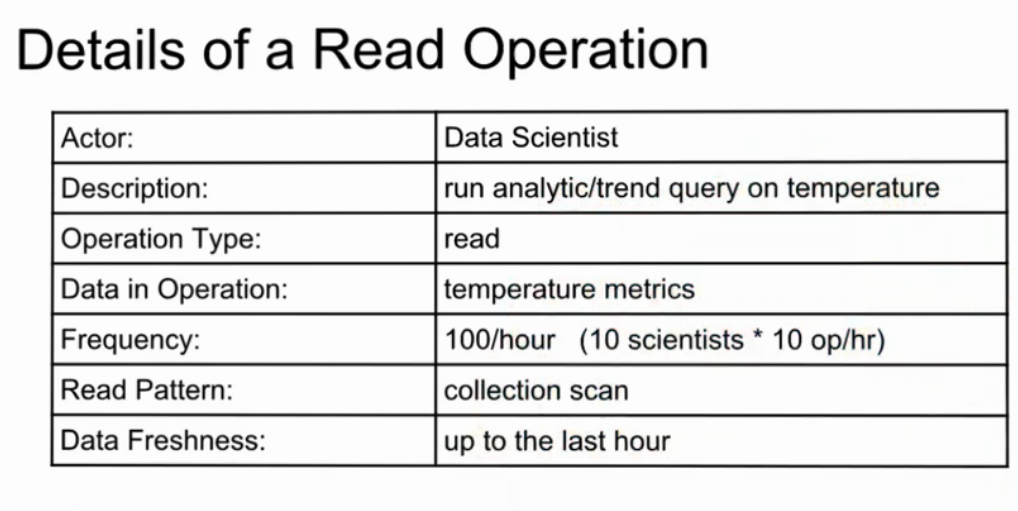 Details of a Read Operation
Actor: Data Scientist
Description: run analytic/trend query on temperature
Operation Type: read
Data in Operation: temperature metrics
Frequency: 100/hour (10 scientists * 10 op/hr)
Read Pattern: collection scan
Data Freshness: up to the last hour